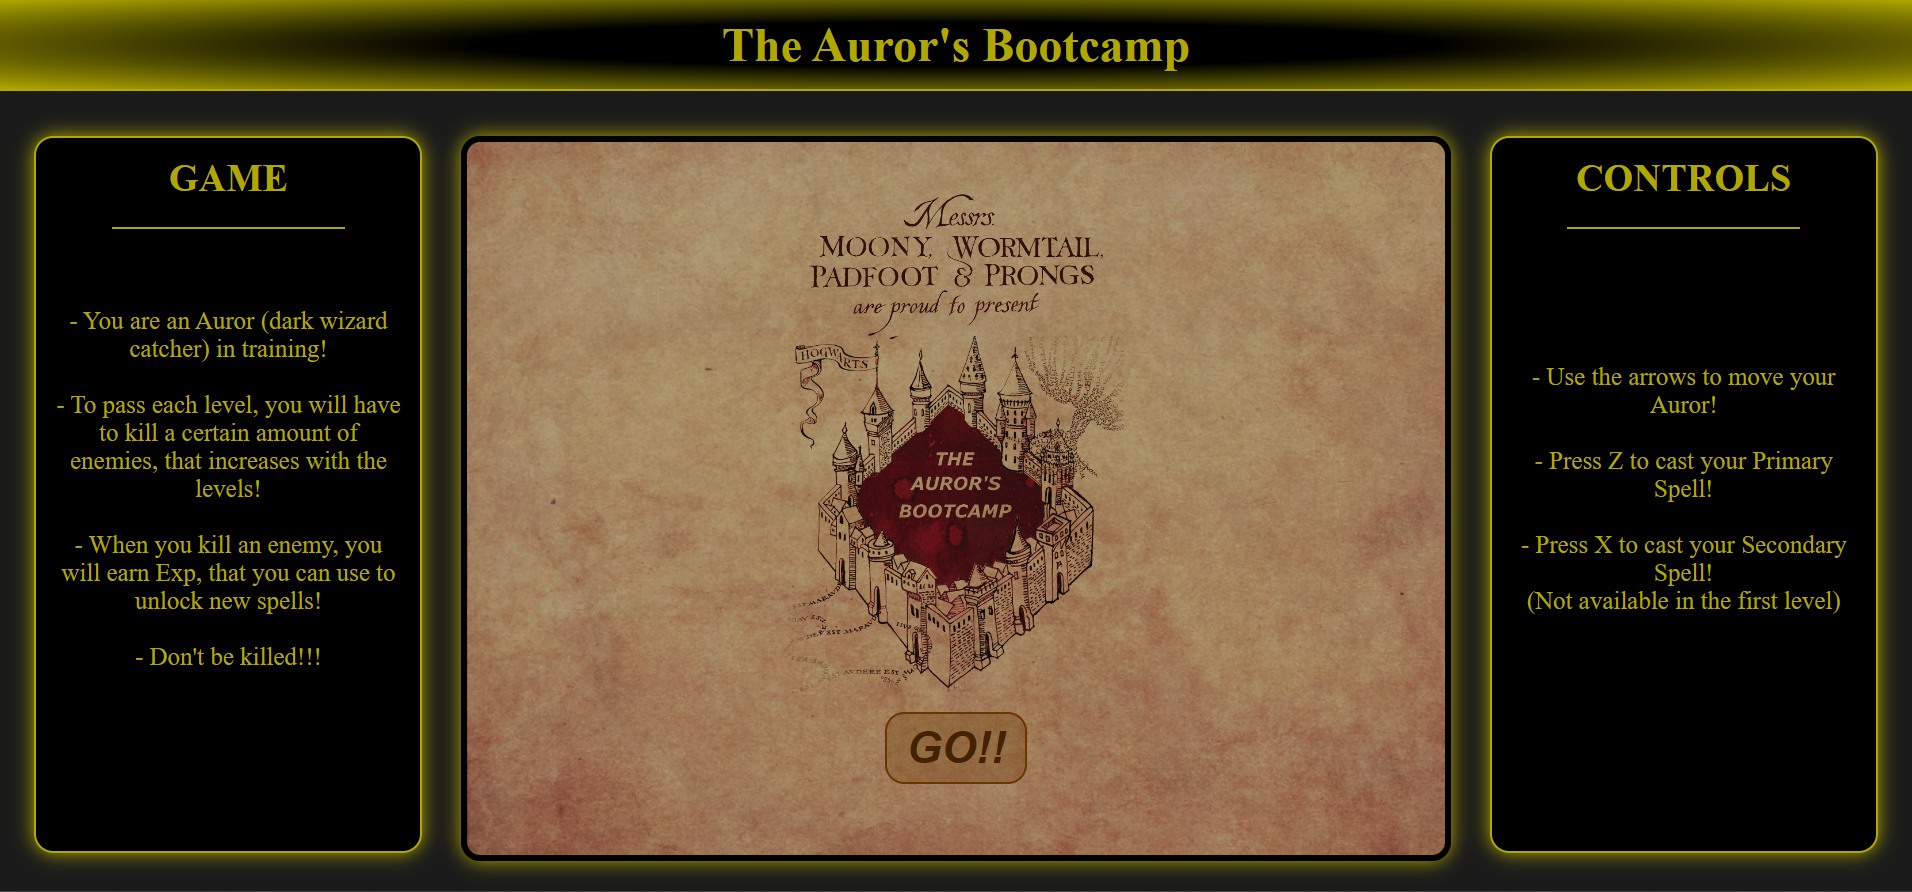 The Auror's Bootcamp
GAME
- You are an Auror (dark wizard
catcher) in training!
- To pass each level, you will have
to kill a certain amount of
enemies, that increases with the
levels!
- When you kill an enemy, you
will earn Exp, that you can use to
unlock new spells!
- Don't be killed!!!
Messrs.
MOONY, WORMTAIL,
PADFOOT & PRONGS
are proud to present
HOGWARTS
THE
AUROR'S
BOOTCAMP
GO!!
CONTROLS
- Use the arrows to move your
Auror!
- Press Z to cast your Primary
Spell!
- Press X to cast your Secondary
Spell!
(Not available in the first level)